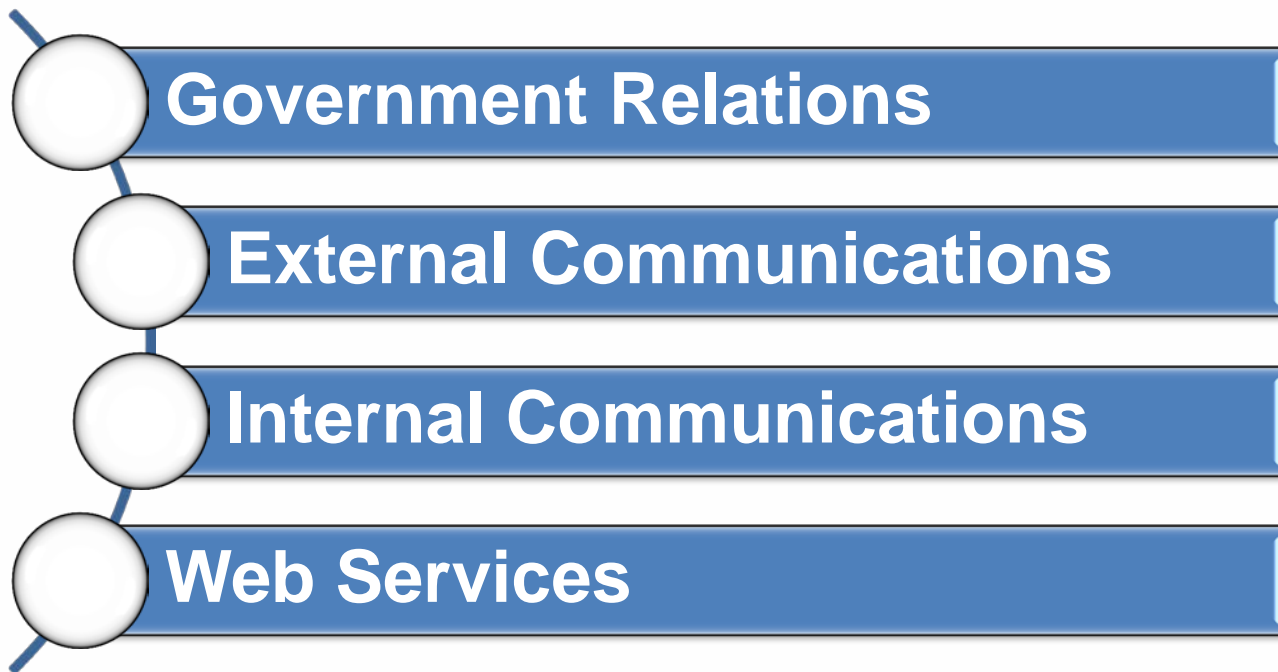 Government Relations
External Communications
Internal Communications
Web Services